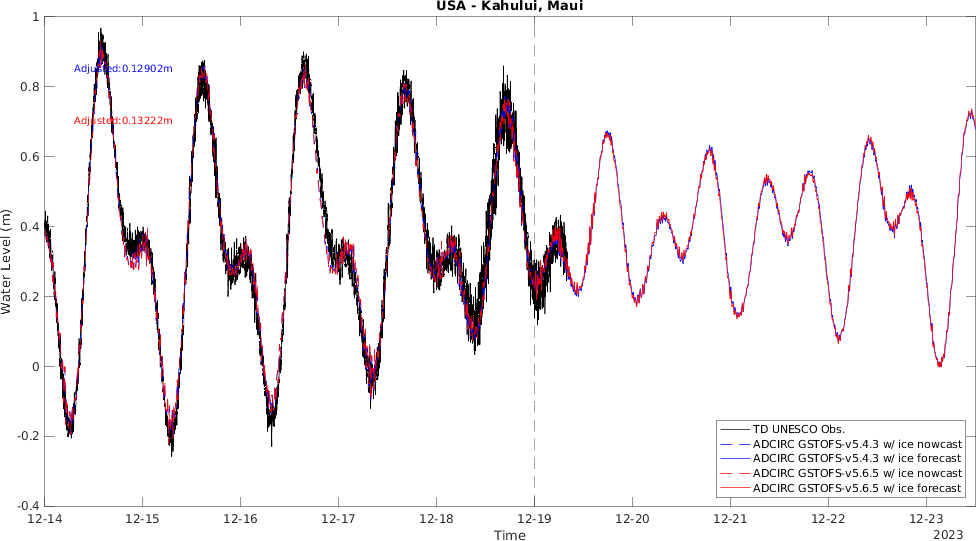 USA - Kahului, Maui
1
0.8
0.6
0.4
0.2
0
-0.2
-0.4
Water Level (m)
Adjusted:0.12902m
Adjusted:0.13222m
TD UNESCO Obs.
ADCIRC GSTOFS-v5.4.3 w/ ice nowcast
ADCIRC GSTOFS-v5.4.3 w/ ice forecast
ADCIRC GSTOFS-v5.6.5 w/ ice nowcast
ADCIRC GSTOFS-v5.6.5 w/ ice forecast
12-14 12-15 12-16 12-17 12-18 12-19 12-20 12-21 12-22 12-23
Time
2023